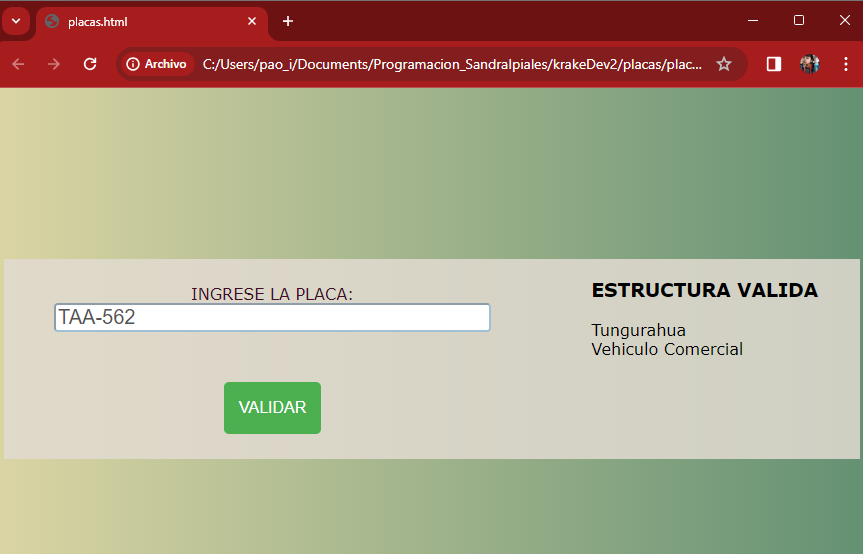 placas.html
Archivo
C:/Users/pao_i/Documents/Programacion_Sandralpiales/krakeDev2/placas/plac...
INGRESE LA PLACA:
TAA-562
VALIDAR
ESTRUCTURA VALIDA
Tungurahua
Vehiculo Comercial